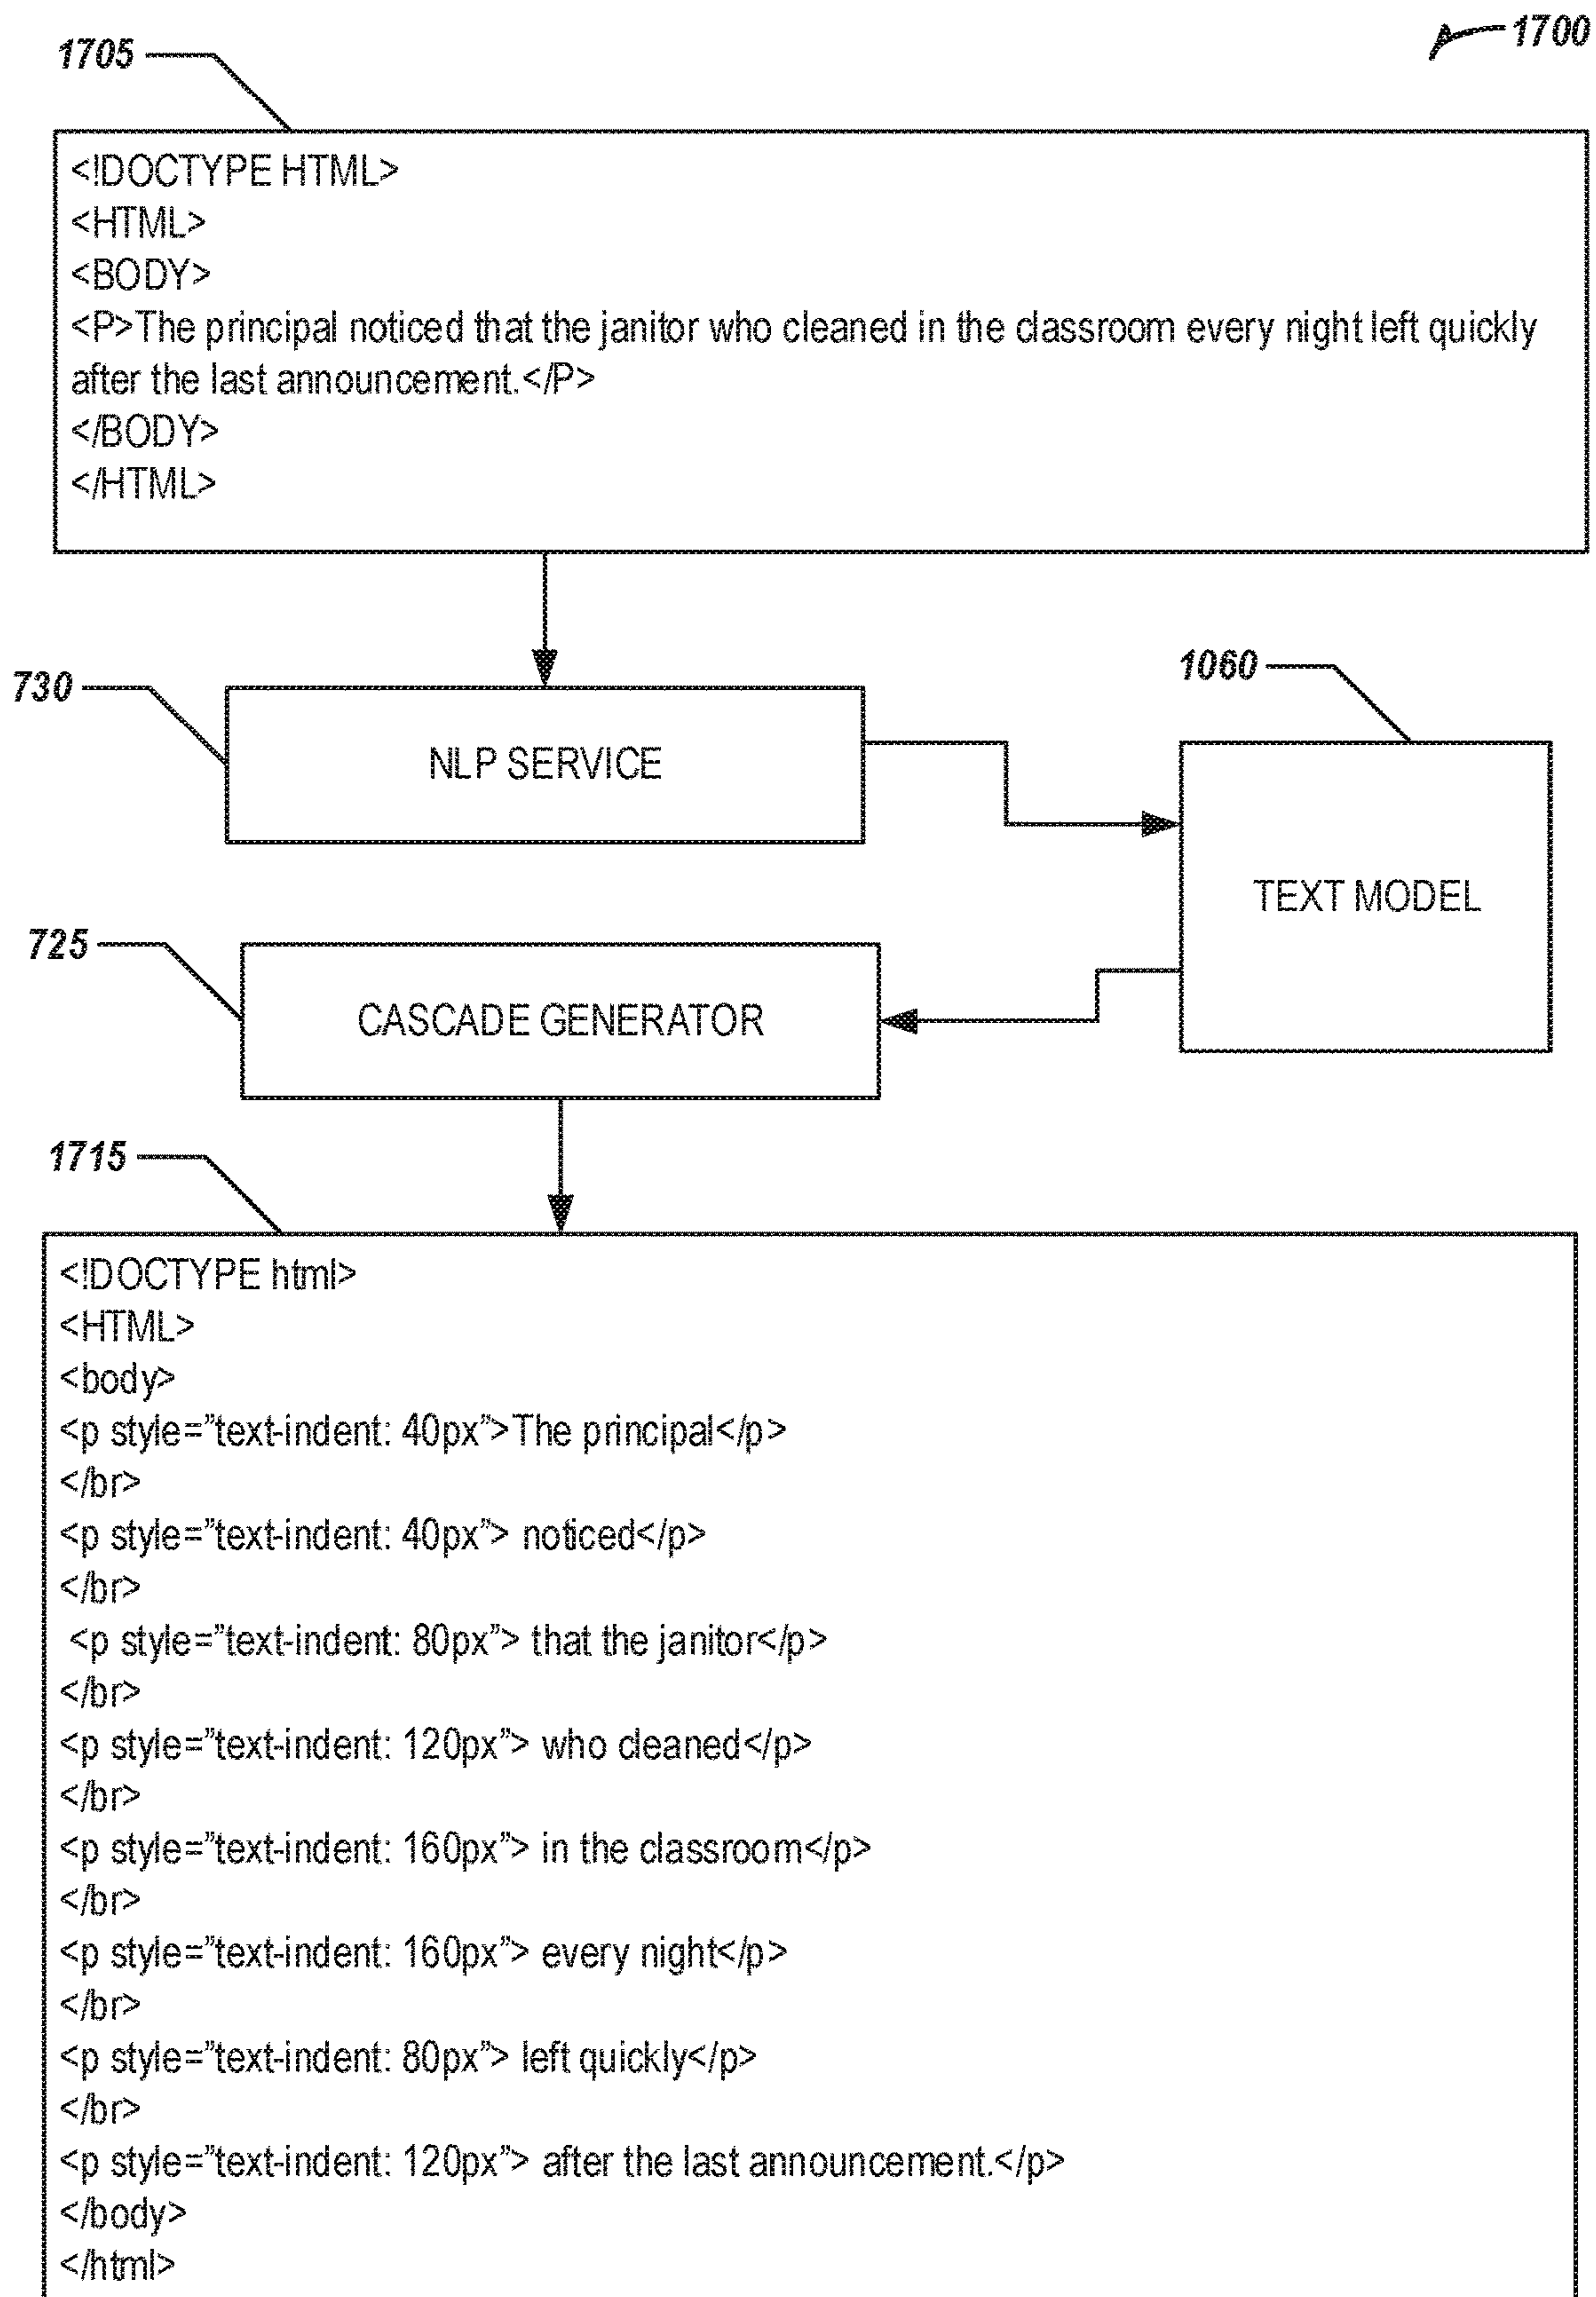 1700
1705
<!DOCTYPE HTML>
<HTML>
<BODY>
<P>The principal noticed that the janitor who cleaned in the classroom every night left quickly
after the last announcement.</P>
</BODY>
</HTML>
730
NLP SERVICE
1060
TEXT MODEL
725
CASCADE GENERATOR
1715
<!DOCTYPE html>
<HTML>
<body>
<p style=”text-indent: 40px”>The principal</p>
</br>
<p style=”text-indent: 40px”> noticed</p>
</br>
<p style=”text-indent: 80px”> that the janitor</p>
</br>
<p style=”text-indent: 120px”> who cleaned</p>
</br>
<p style=”text-indent: 160px”> in the classroom</p>
</br>
<p style=”text-indent: 160px”> every night</p>
</br>
<p style=”text-indent: 80px”> left quickly</p>
</br>
<p style=”text-indent: 120px”> after the last announcement.</p>
</body>
</html>